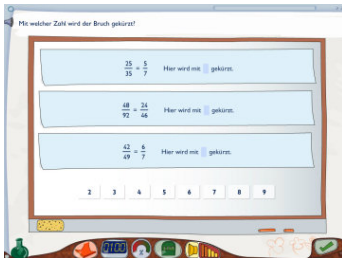 Mit welcher Zahl wird der Bruch gekürzt?
25/35 = 5/7 Hier wird mit gekürzt.
48/92 = 24/46 Hier wird mit gekürzt.
42/49 = 6/7 Hier wird mit gekürzt.
2 3 4 5 6 7 8 9